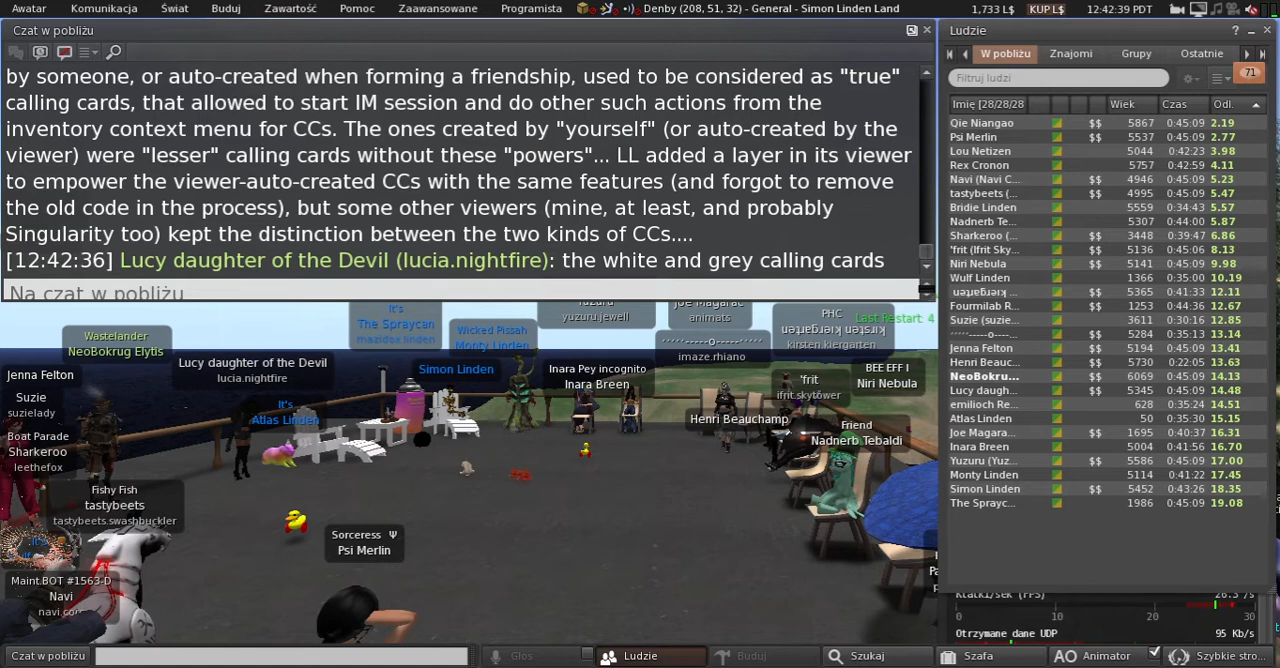 Awatar Komunikacja Świat Buduj Zawartość Pomoc Zaawansowane Programista Denby (208, 51, 32) - General - Simon Linden Land 1,733 L$ KUP L$ 12:42:39 PDT
Czat w pobliżu
by someone, or auto-created when forming a friendship, used to be considered as "true"
calling cards, that allowed to start IM session and do other such actions from the
inventory context menu for CCs. The ones created by "yourself" (or auto-created by the
viewer) were "lesser" calling cards without these "powers"... LL added a layer in its viewer
to empower the viewer-auto-created CCs with the same features (and forgot to remove
the old code in the process), but some other viewers (mine, at least, and probably
Singularity too) kept the distinction between the two kinds of CCs....
[12:42:36] Lucy daughter of the Devil (lucia.nightfire): the white and grey calling cards
Na czat w pobliżu
Ludzie
W pobliżu Znajomi Grupy Ostatnie
Filtruj ludzi 71
Imię [28/28/28 Wiek Czas Odl.
Qie Niangao $$ 5867 0:45:09 2.19
Psi Merlin $$ 5537 0:45:09 2.77
Lou Netizen 5044 0:42:23 3.98
Rex Cronon 5757 0:42:59 4.11
Navi (Navi C... $$ 4946 0:45:09 5.23
tastybeets (... $$ 4995 0:45:09 5.47
Bridie Linden 5559 0:34:43 5.57
Nadnerb Te... 5307 0:44:00 5.87
Sharkeroo (... $$ 3448 0:39:47 6.86
'frit (Ifrit Sky... $$ 5136 0:45:06 8.13
Niri Nebula $$ 5141 0:45:09 9.98
Wulf Linden 1366 0:35:00 10.19
$$ 5365 0:41:33 12.11
Fourmilab R... $$ 1253 0:44:36 12.67
Suzie (suzie... 3611 0:30:16 12.85
$$ 5284 0:35:13 13.14
Jenna Felton $$ 5194 0:45:09 13.41
Henri Beauc... $$ 5730 0:22:05 13.63
NeoBokru... $$ 6069 0:45:09 14.13
Lucy daugh... $$ 5345 0:45:09 14.48
emilioch Re... 628 0:35:24 14.51
Atlas Linden 50 0:35:30 15.15
Joe Magara... $$ 1695 0:40:37 16.31
Inara Breen 5004 0:41:56 16.70
Yuzuru (Yuz... $$ 5586 0:45:09 17.00
Monty Linden 5114 0:41:22 17.45
Simon Linden $$ 5452 0:43:26 18.35
The Sprayc... 1986 0:45:09 19.08
It's
The Spraycan
mazidox.linden
Yuzuru
yuzuru.jewell
Joe Magarac
animats
PHC
kirsten.kiergarten
Last Restart: 4
Wastelander
NeoBokrug Elytis
Wicked Pissah
Monty Linden
imaze.rhiano
Lucy daughter of the Devil
lucia.nightfire
Simon Linden
Inara Pey incognito
Inara Breen
'frit
ifrit.skytower
BEE EFF I
Niri Nebula
Jenna Felton
Suzie
suzielady
It's
Atlas Linden
Henri Beauchamp
Friend
Nadnerb Tebaldi
Boat Parade
Sharkeroo
leethefox
Fishy Fish
tastybeets
tastybeets.swashbuckler
Sorceress Ψ
Psi Merlin
It's
Maint.BOT #1563-D
Navi
Klatki/sek (FPS) 26.3 /s
0 10 20 30
Otrzymane dane UDP 95 Kb/s
Czat w pobliżu Głos Ludzie Buduj Szukaj Szafa AO Animator Szybkie stro...